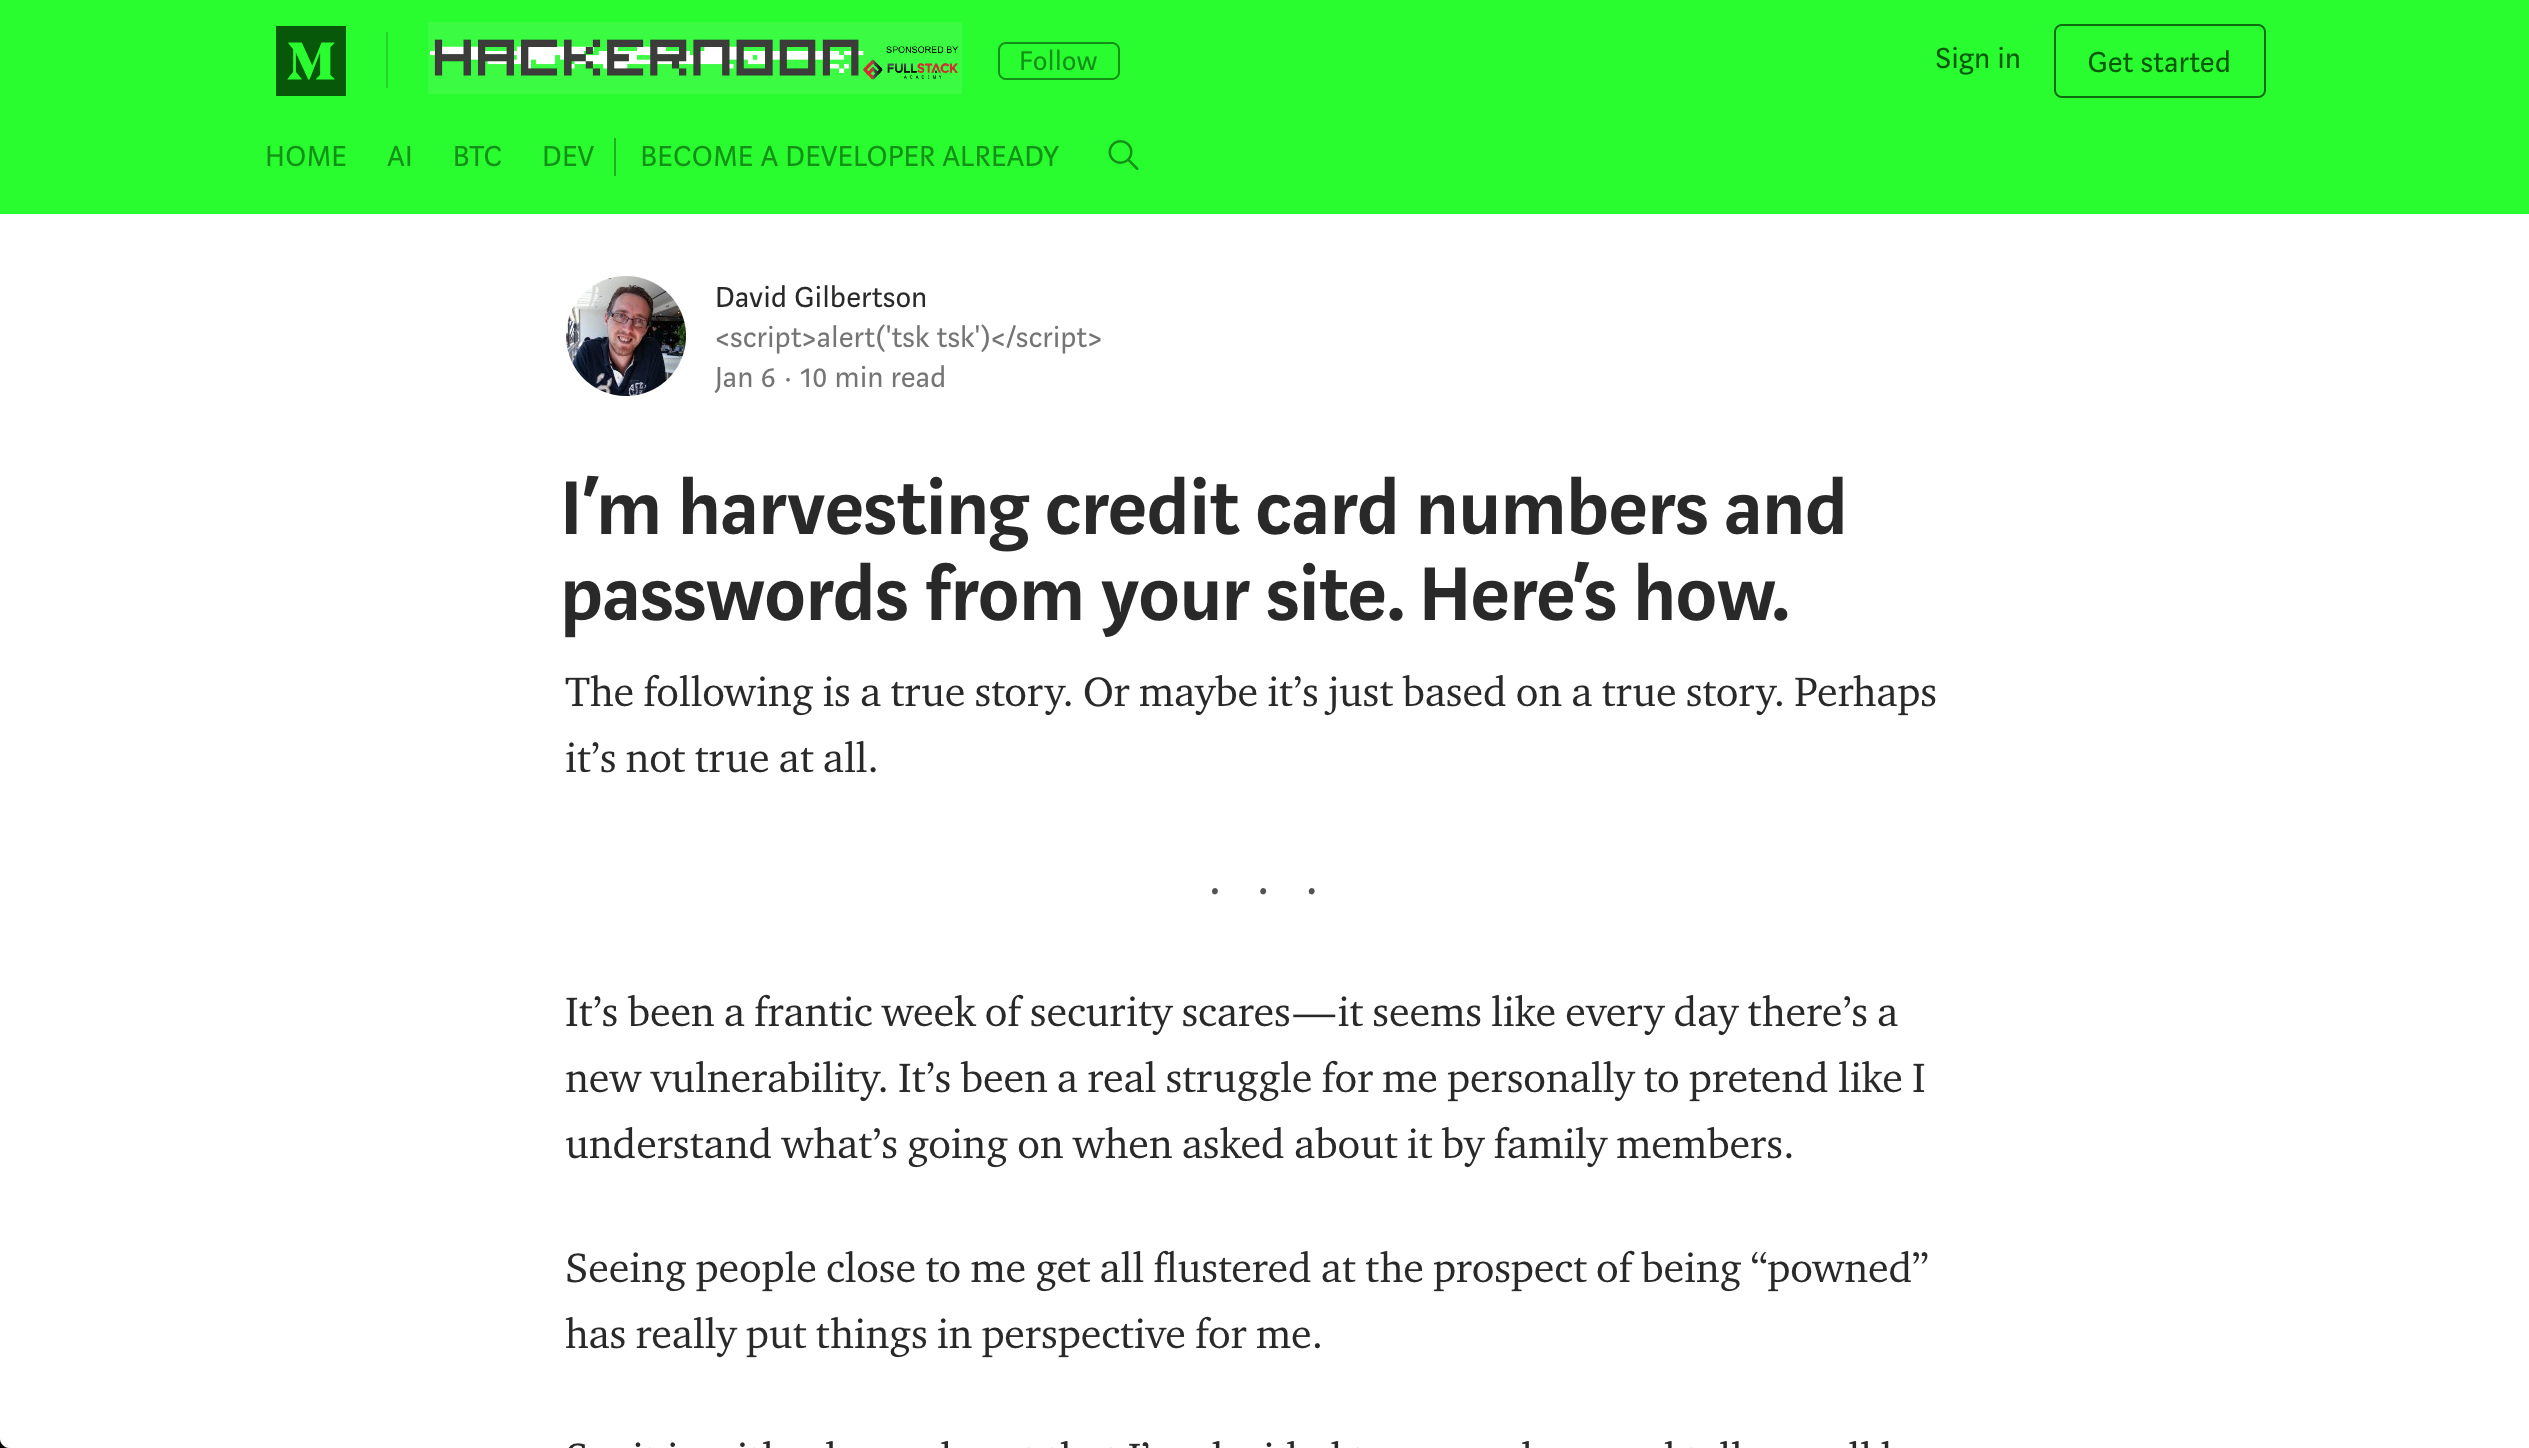 M
HACKERNOON
SPONSORED BY
FULLSTACK
ACADEMY
Follow
Sign in
Get started
HOME AI BTC DEV BECOME A DEVELOPER ALREADY
David Gilbertson
<script>alert('tsk tsk')</script>
Jan 6 · 10 min read
I’m harvesting credit card numbers and
passwords from your site. Here’s how.
The following is a true story. Or maybe it’s just based on a true story. Perhaps
it’s not true at all.
. . .
It’s been a frantic week of security scares—it seems like every day there’s a
new vulnerability. It’s been a real struggle for me personally to pretend like I
understand what’s going on when asked about it by family members.
Seeing people close to me get all flustered at the prospect of being “powned”
has really put things in perspective for me.